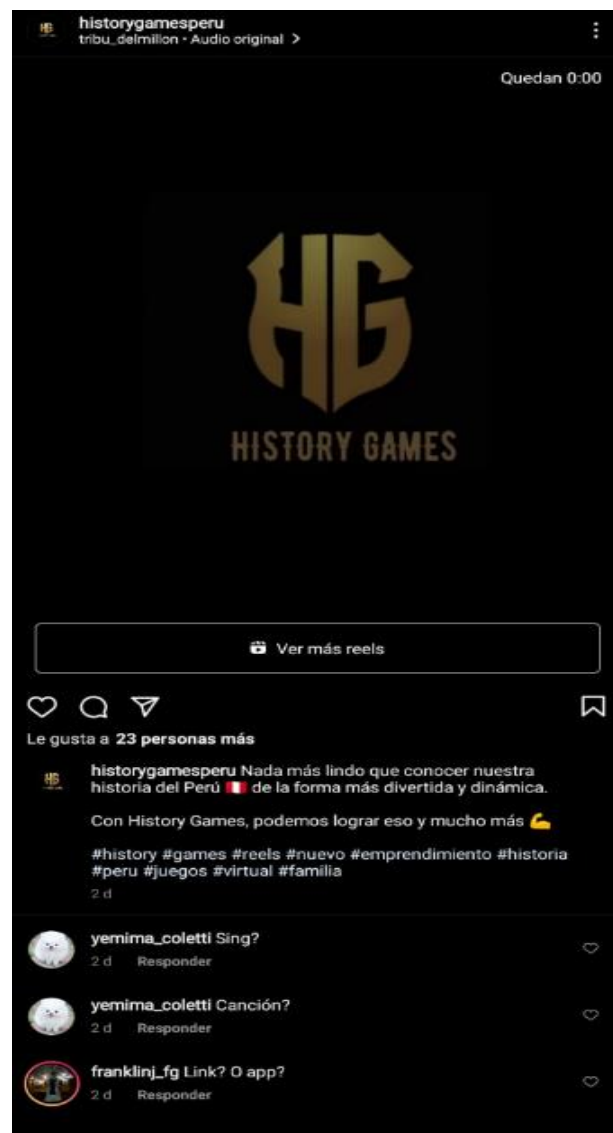 historygamesperu
tribu_delmillon • Audio original >
Quedan 0:00
HG
HISTORY GAMES
Ver más reels
Le gusta a 23 personas más
historygamesperu Nada más lindo que conocer nuestra
historia del Perú 🇵🇪 de la forma más divertida y dinámica.
Con History Games, podemos lograr eso y mucho más 💪
#history #games #reels #nuevo #emprendimiento #historia
#peru #juegos #virtual #familia
2 d
yemima_coletti Sing?
2 d Responder
yemima_coletti Canción?
2 d Responder
franklinj_fg Link? O app?
2 d Responder